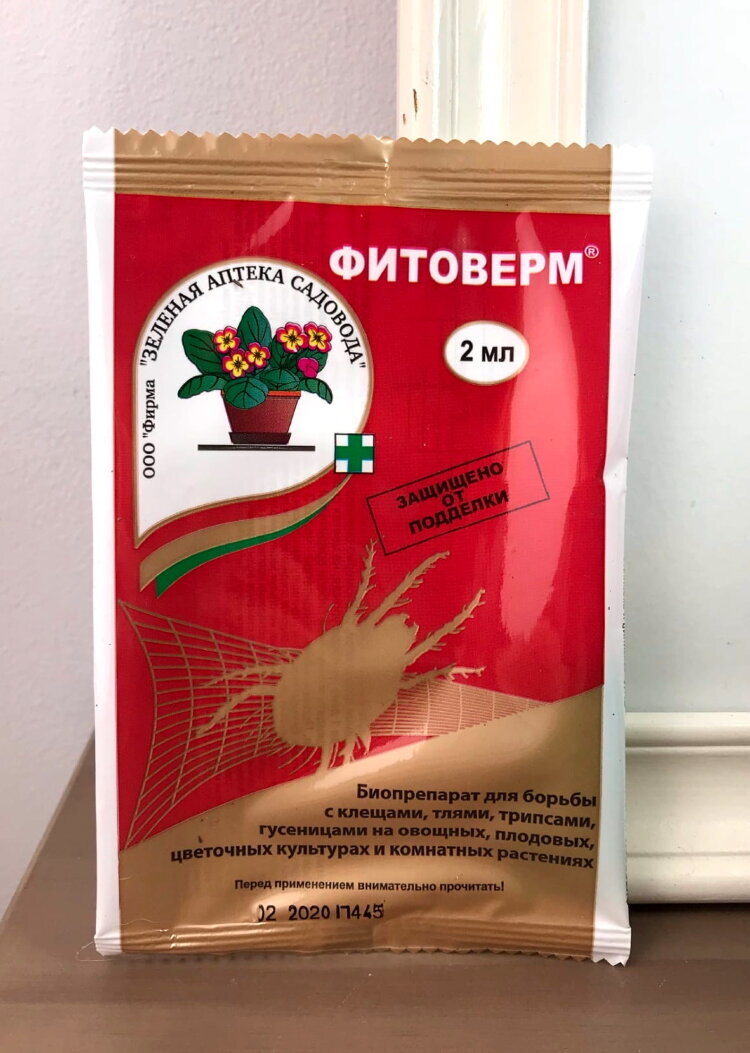 ФИТОВЕРМ®
ООО "Фирма "ЗЕЛЕНАЯ АПТЕКА САДОВОДА"
2 мл
ЗАЩИЩЕНО
ОТ
ПОДДЕЛКИ
Биопрепарат для борьбы
с клещами, тлями, трипсами,
гусеницами на овощных, плодовых,
цветочных культурах и комнатных растениях
Перед применением внимательно прочитать!
02 2020 17445